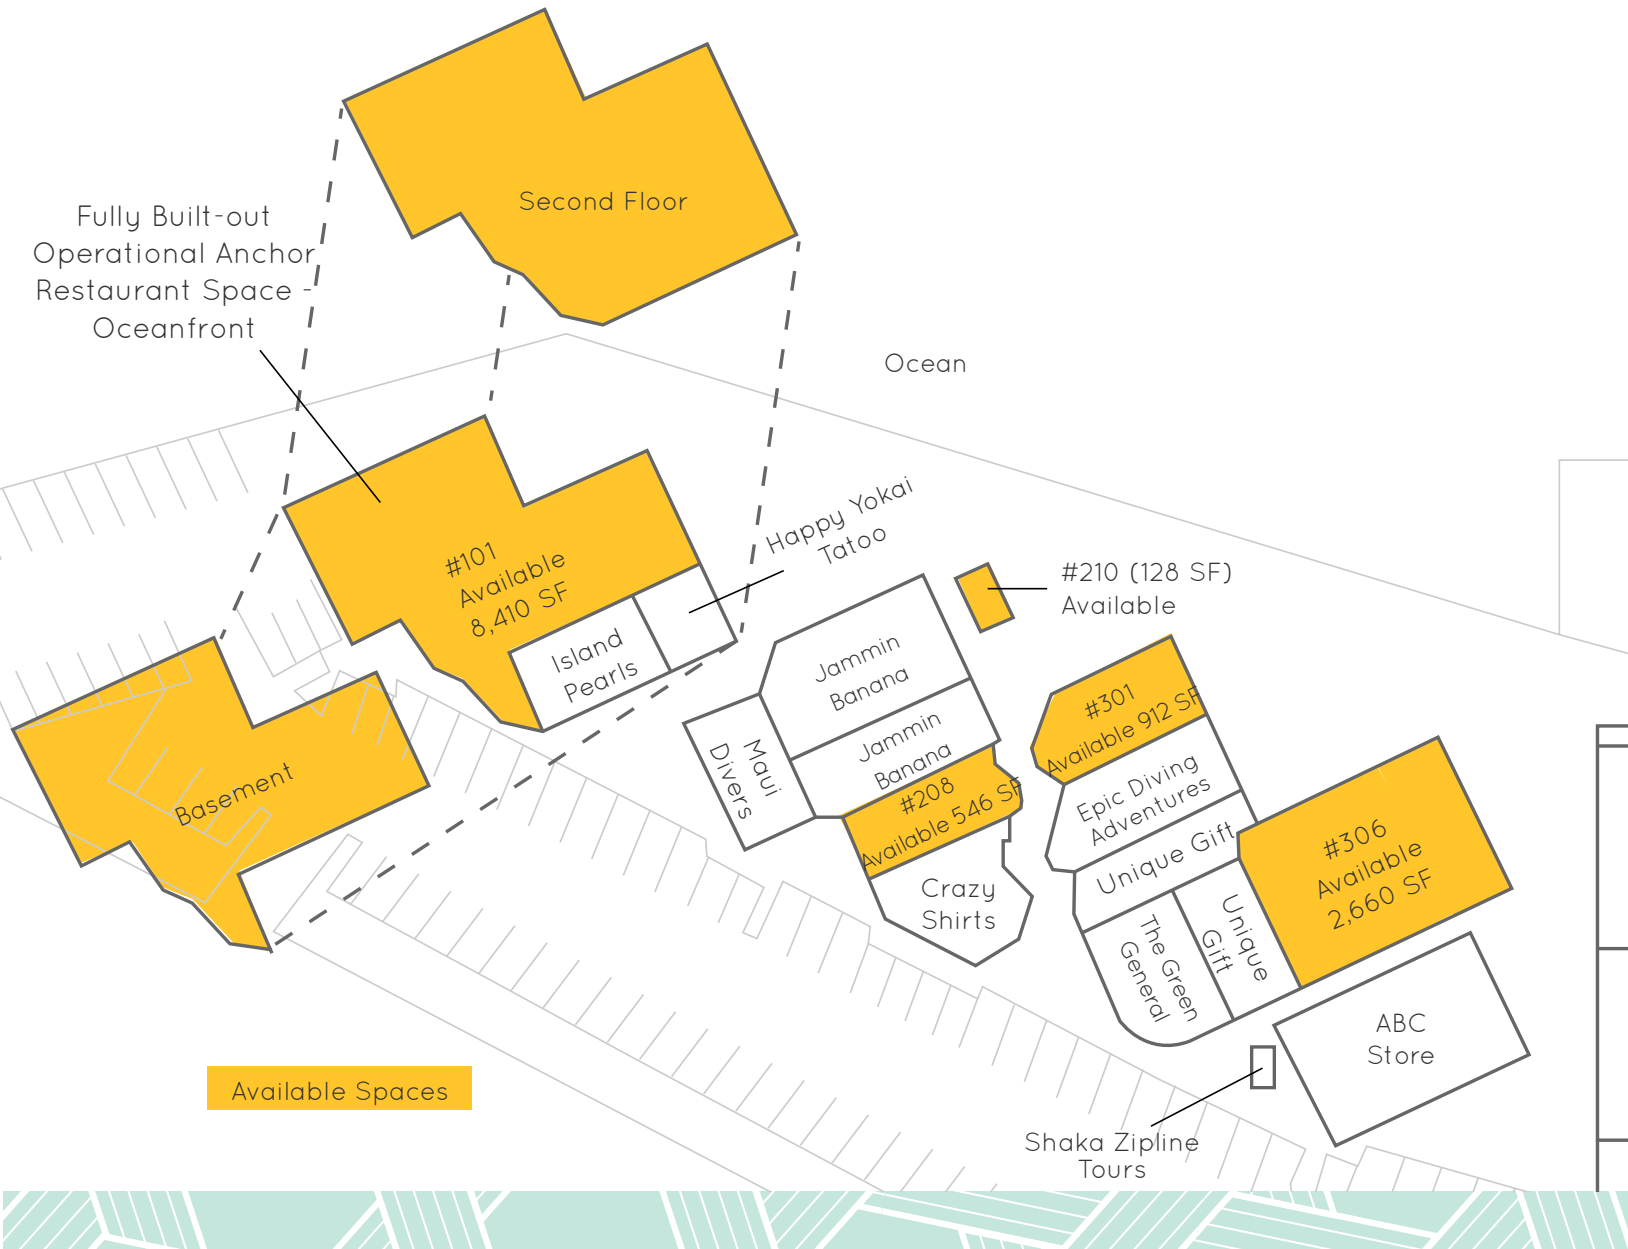 Second Floor
Fully Built-out
Operational Anchor
Restaurant Space -
Oceanfront
Ocean
#101
Available
8,410 SF
Happy Yokai
Tatoo
Island
Pearls
#210 (128 SF)
Available
Jammin
Banana
Jammin
Banana
Maui
Divers
#208
Available 546 SF
Crazy
Shirts
#301
Available 912 SF
Epic Diving
Adventures
Unique Gift
Unique
Gift
The Green
General
#306
Available
2,660 SF
ABC
Store
Shaka Zipline
Tours
Basement
Available Spaces